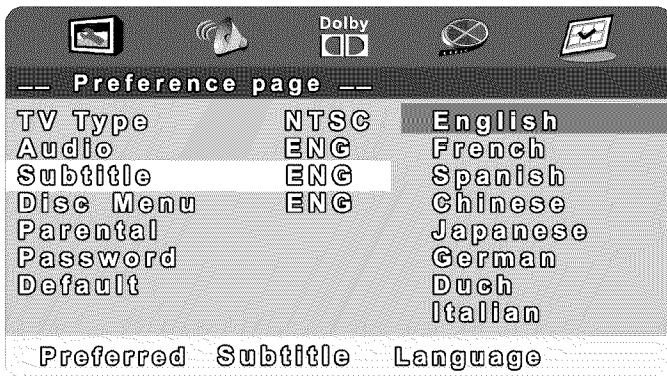 Dolby
-- Preference page --
TV Type NTSC English
Audio ENG French
Subtitle ENG Spanish
Disc Menu ENG Chinese
Parental Japanese
Password German
Default Duch
Italian
Preferred Subtitle Language